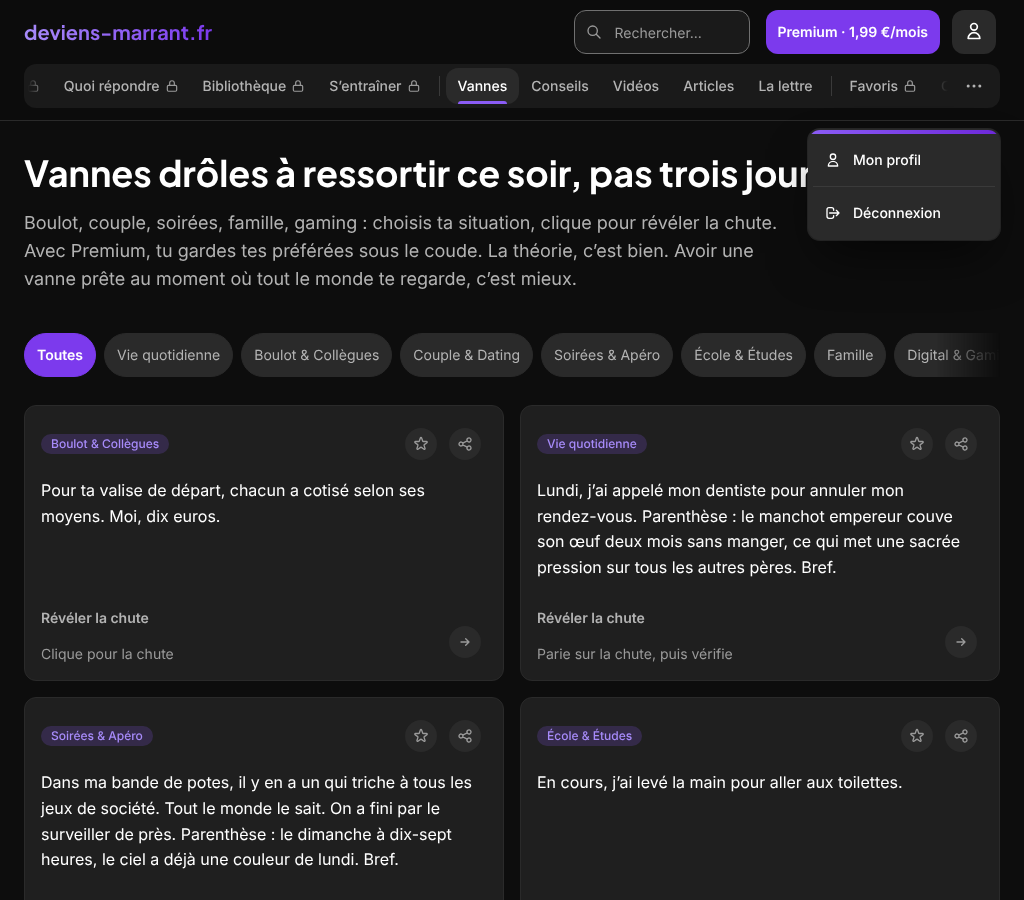 deviens-marrant.fr
Rechercher...
Premium · 1,99 €/mois
Quoi répondre
Bibliothèque
S’entraîner
Vannes
Conseils
Vidéos
Articles
La lettre
Favoris
Mon profil
Déconnexion
Vannes drôles à ressortir ce soir, pas trois jour
Boulot, couple, soirées, famille, gaming : choisis ta situation, clique pour révéler la chute.
Avec Premium, tu gardes tes préférées sous le coude. La théorie, c’est bien. Avoir une
vanne prête au moment où tout le monde te regarde, c’est mieux.
Toutes
Vie quotidienne
Boulot & Collègues
Couple & Dating
Soirées & Apéro
École & Études
Famille
Digital & Gam
Boulot & Collègues
Pour ta valise de départ, chacun a cotisé selon ses
moyens. Moi, dix euros.
Révéler la chute
Clique pour la chute
Vie quotidienne
Lundi, j’ai appelé mon dentiste pour annuler mon
rendez-vous. Parenthèse : le manchot empereur couve
son œuf deux mois sans manger, ce qui met une sacrée
pression sur tous les autres pères. Bref.
Révéler la chute
Parie sur la chute, puis vérifie
Soirées & Apéro
Dans ma bande de potes, il y en a un qui triche à tous les
jeux de société. Tout le monde le sait. On a fini par le
surveiller de près. Parenthèse : le dimanche à dix-sept
heures, le ciel a déjà une couleur de lundi. Bref.
École & Études
En cours, j’ai levé la main pour aller aux toilettes.